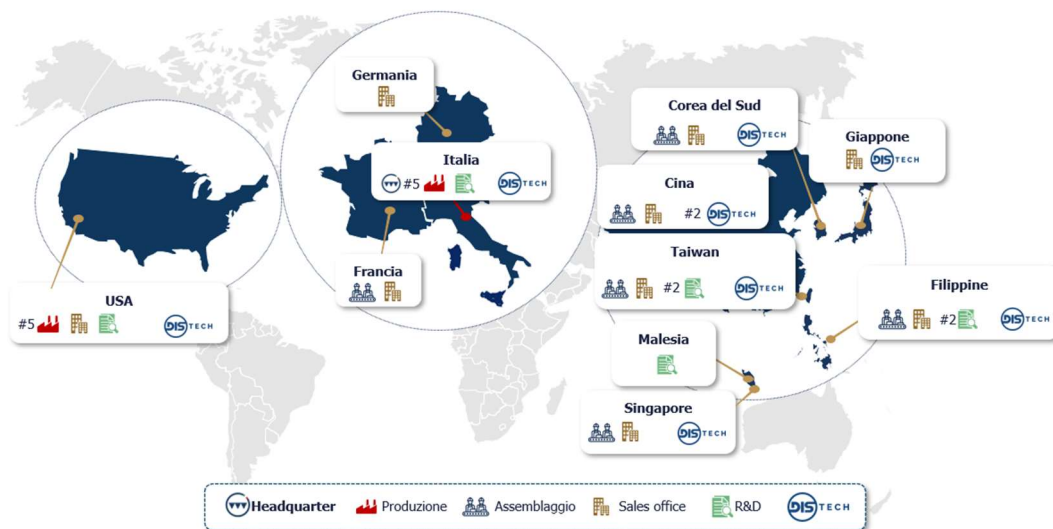 Germania
Corea del Sud
DIS TECH
Giappone
DIS TECH
Italia
#5
DIS TECH
Cina
#2 DIS TECH
Taiwan
#2
DIS TECH
Francia
Filippine
#2
DIS TECH
USA
#5
DIS TECH
Malesia
Singapore
DIS TECH
Headquarter Produzione Assemblaggio Sales office R&D DIS TECH